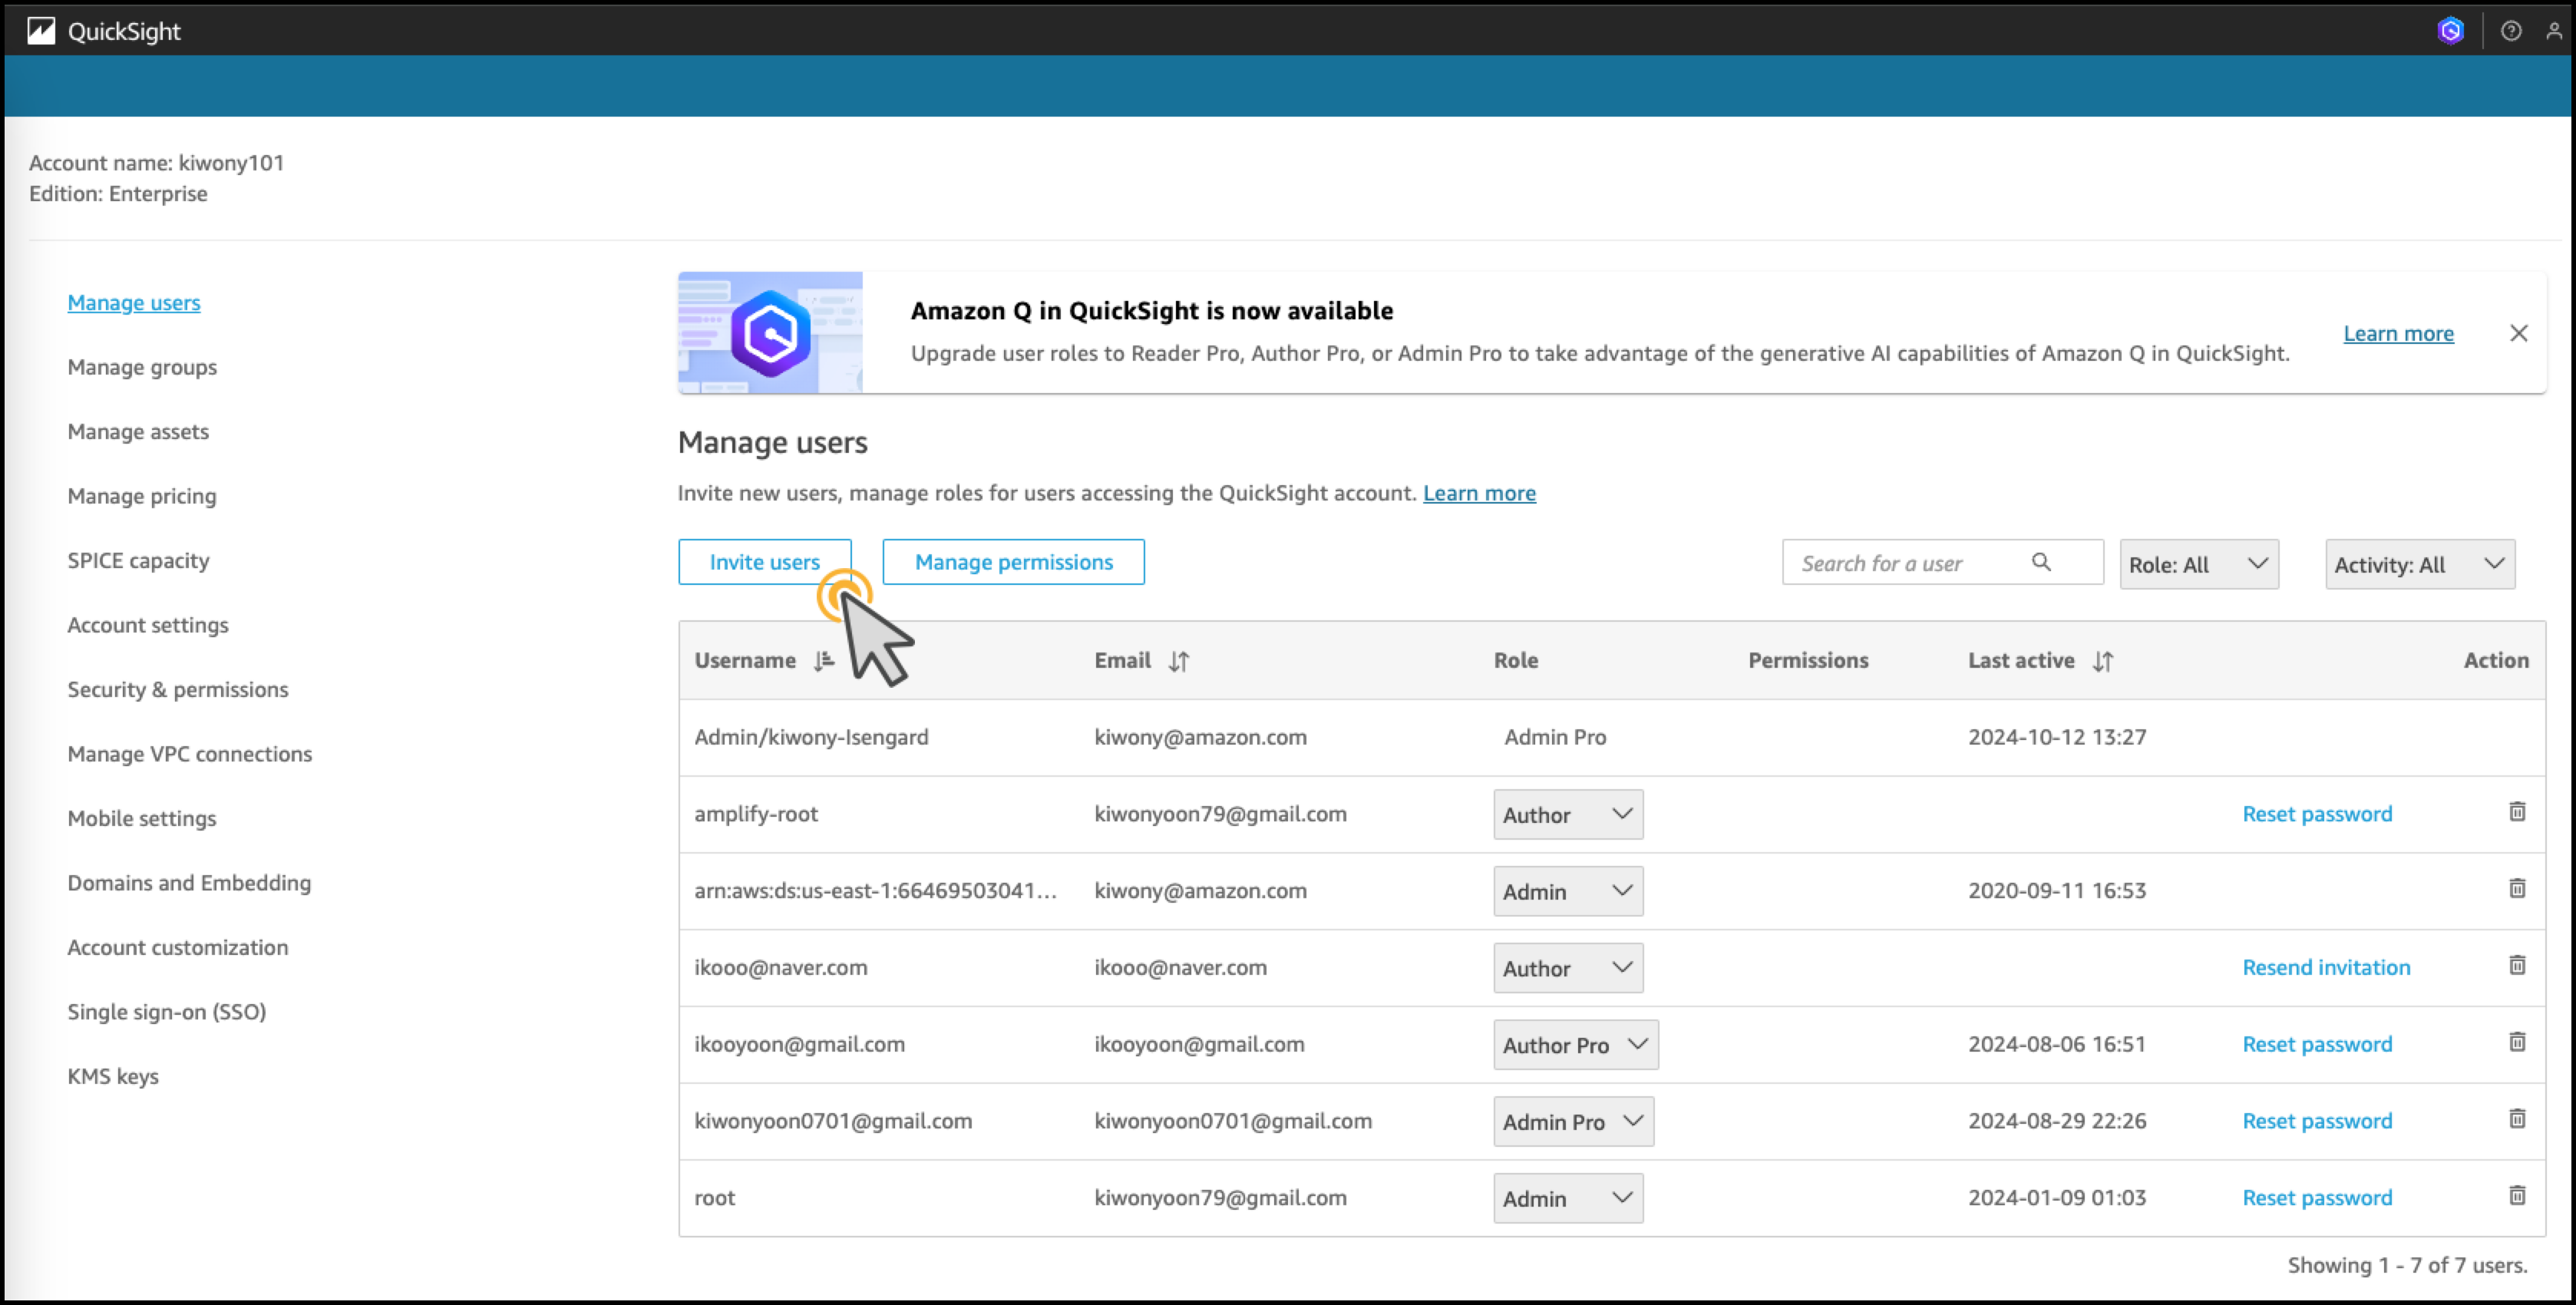 QuickSight
Account name: kiwony101
Edition: Enterprise
Manage users
Manage groups
Manage assets
Manage pricing
SPICE capacity
Account settings
Security & permissions
Manage VPC connections
Mobile settings
Domains and Embedding
Account customization
Single sign-on (SSO)
KMS keys
Amazon Q in QuickSight is now available
Upgrade user roles to Reader Pro, Author Pro, or Admin Pro to take advantage of the generative AI capabilities of Amazon Q in QuickSight.
Learn more
Manage users
Invite new users, manage roles for users accessing the QuickSight account. Learn more
Invite users Manage permissions Search for a user Role: All Activity: All
Username Email Role Permissions Last active Action
Admin/kiwony-Isengard kiwony@amazon.com Admin Pro 2024-10-12 13:27
amplify-root kiwonyoon79@gmail.com Author Reset password
arn:aws:ds:us-east-1:66469503041... kiwony@amazon.com Admin 2020-09-11 16:53
ikooo@naver.com ikooo@naver.com Author Resend invitation
ikooyoon@gmail.com ikooyoon@gmail.com Author Pro 2024-08-06 16:51 Reset password
kiwonyoon0701@gmail.com kiwonyoon0701@gmail.com Admin Pro 2024-08-29 22:26 Reset password
root kiwonyoon79@gmail.com Admin 2024-01-09 01:03 Reset password
Showing 1 - 7 of 7 users.